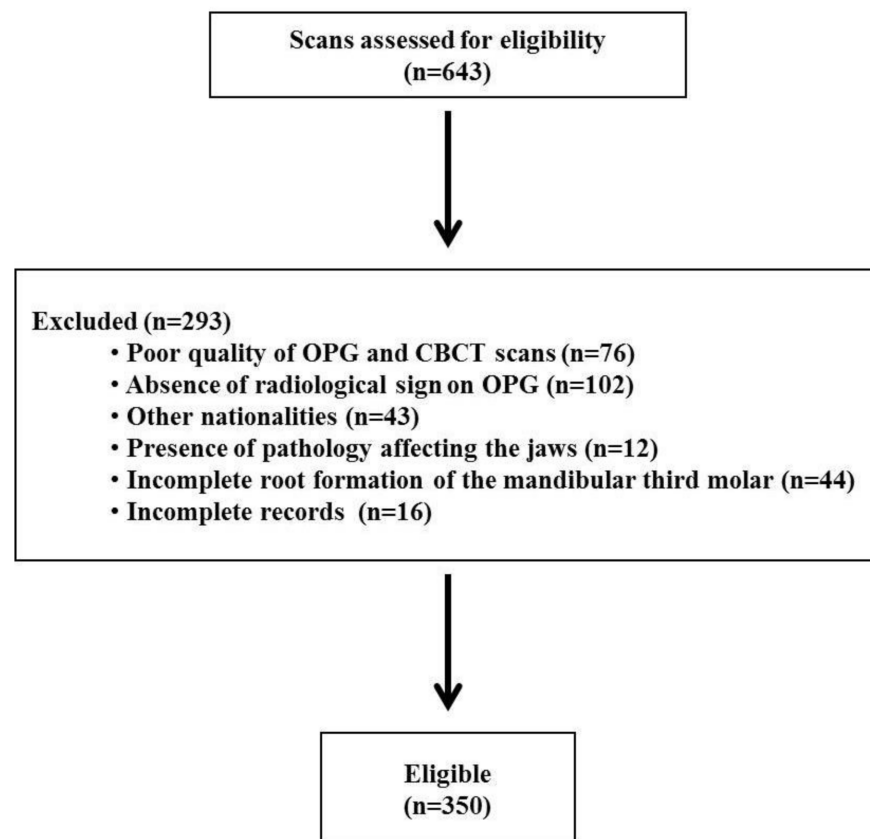 Scans assessed for eligibility
(n=643)
Excluded (n=293)
• Poor quality of OPG and CBCT scans (n=76)
• Absence of radiological sign on OPG (n=102)
• Other nationalities (n=43)
• Presence of pathology affecting the jaws (n=12)
• Incomplete root formation of the mandibular third molar (n=44)
• Incomplete records (n=16)
Eligible
(n=350)